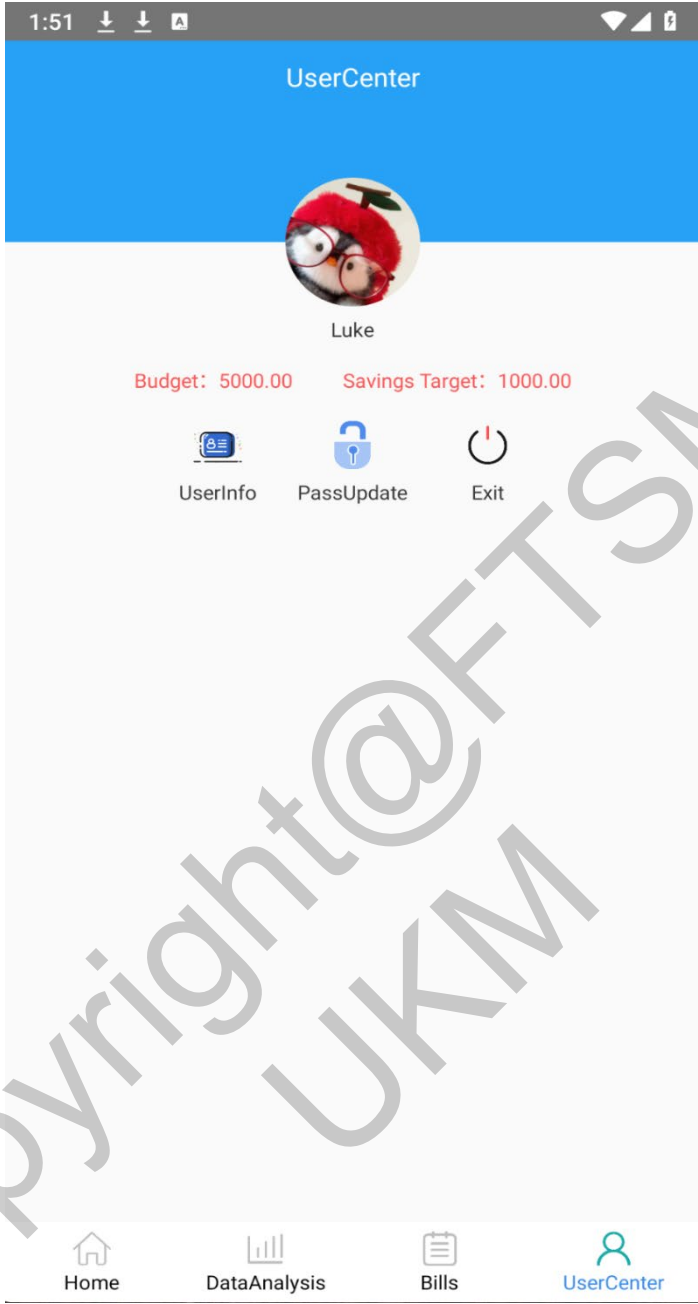 1:51
UserCenter
Luke
Budget：5000.00 Savings Target：1000.00
UserInfo PassUpdate Exit
pyright@FTSM
UKM
Home DataAnalysis Bills UserCenter